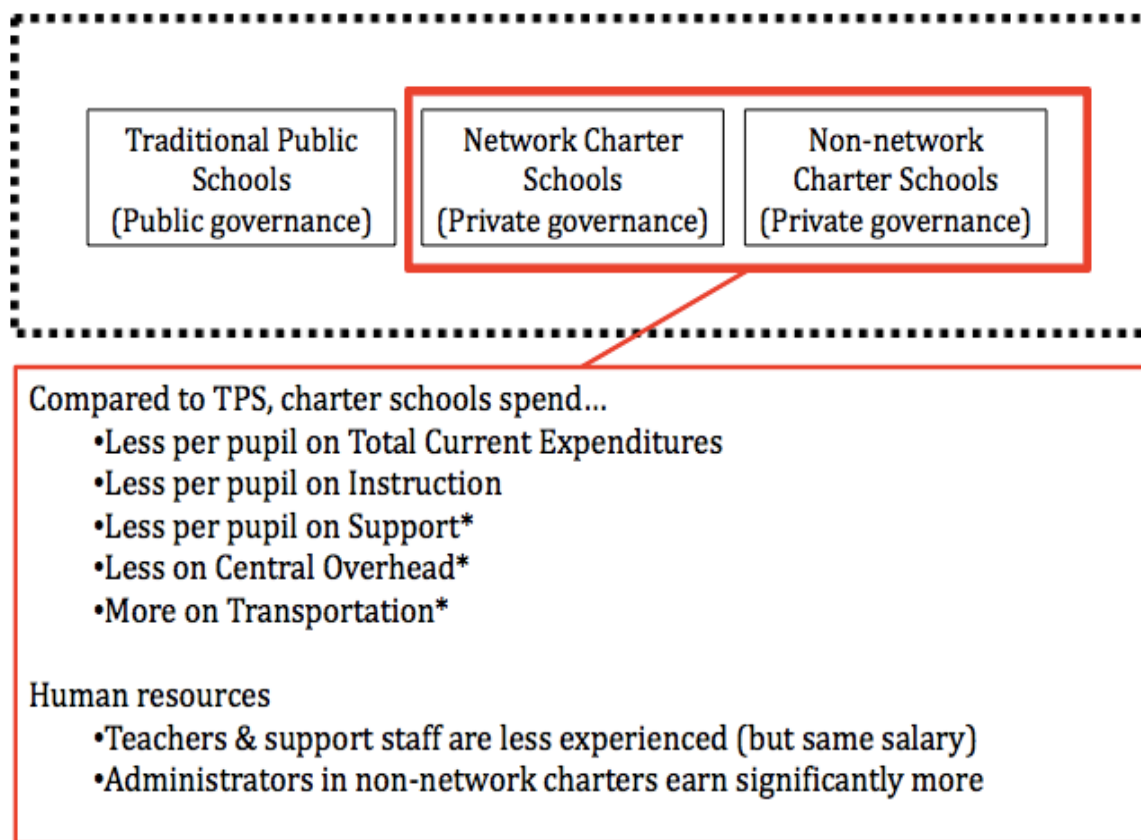 Traditional Public
Schools
(Public governance)
Network Charter
Schools
(Private governance)
Non-network
Charter Schools
(Private governance)
Compared to TPS, charter schools spend…
•Less per pupil on Total Current Expenditures
•Less per pupil on Instruction
•Less per pupil on Support*
•Less on Central Overhead*
•More on Transportation*
Human resources
•Teachers & support staff are less experienced (but same salary)
•Administrators in non-network charters earn significantly more